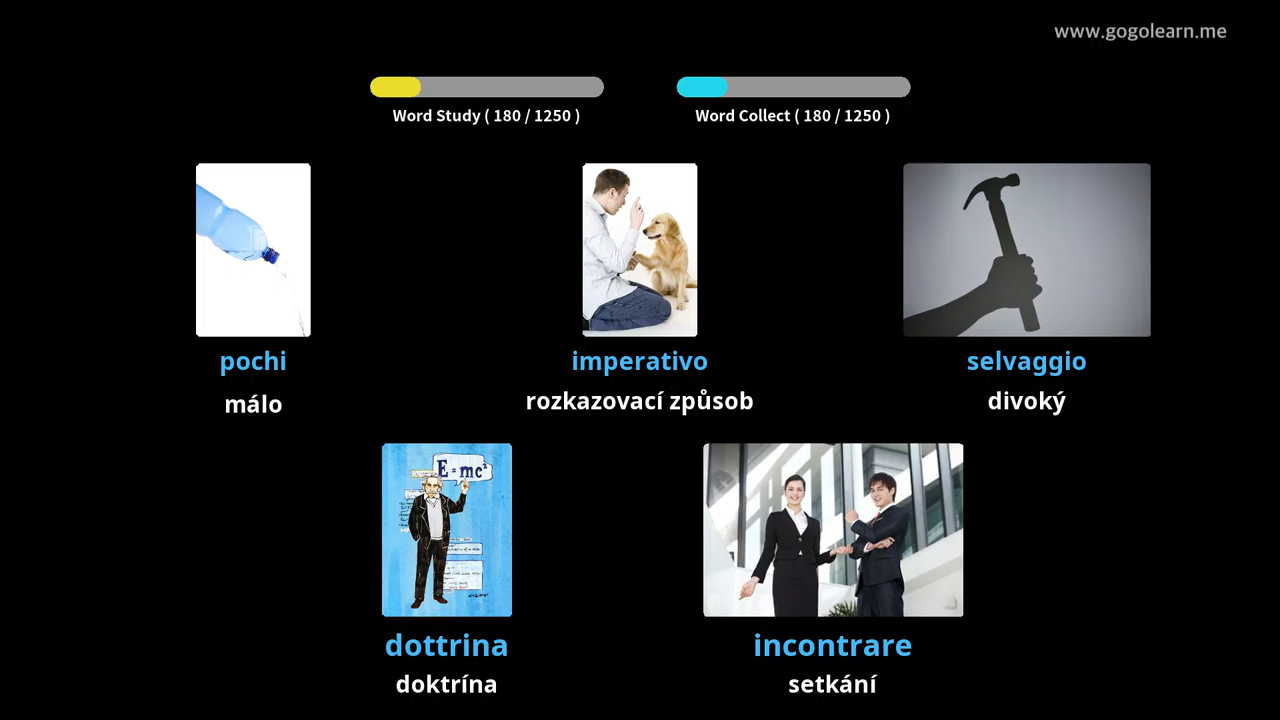 www.gogolearn.me
Word Study ( 180 / 1250 )
Word Collect ( 180 / 1250 )
pochi
imperativo
selvaggio
málo
rozkazovací způsob
divoký
E=mc²
dottrina
incontrare
doktrína
setkání